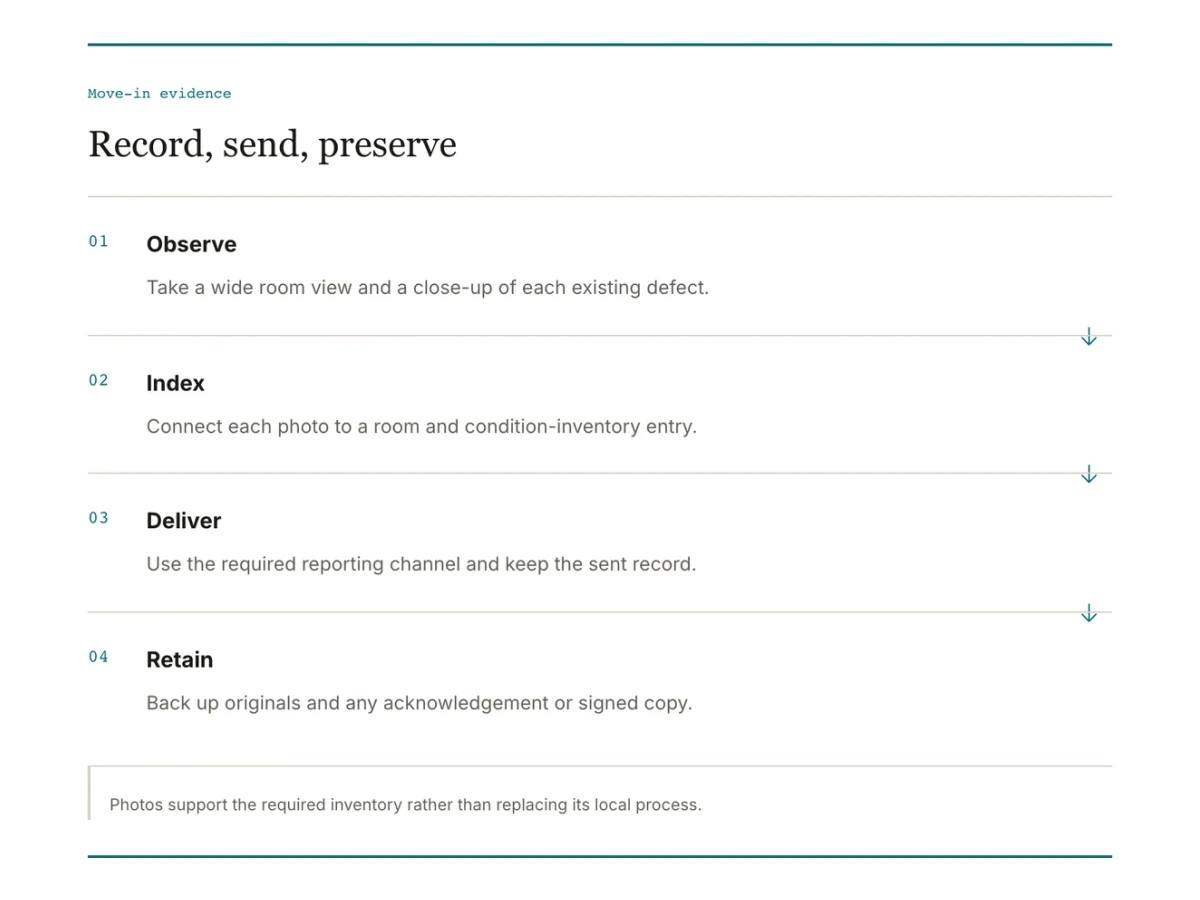 Move-in evidence
Record, send, preserve
01
Observe
Take a wide room view and a close-up of each existing defect.
02
Index
Connect each photo to a room and condition-inventory entry.
03
Deliver
Use the required reporting channel and keep the sent record.
04
Retain
Back up originals and any acknowledgement or signed copy.
Photos support the required inventory rather than replacing its local process.